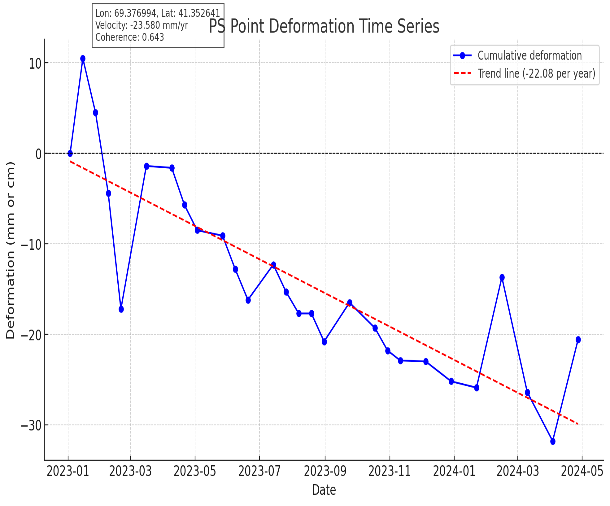 Lon: 69.376994, Lat: 41.352641
Velocity: -23.580 mm/yr
Coherence: 0.643
PS Point Deformation Time Series
Cumulative deformation
Trend line (-22.08 per year)
Deformation (mm or cm)
10
0
−10
−20
−30
2023-01 2023-03 2023-05 2023-07 2023-09 2023-11 2024-01 2024-03 2024-05
Date